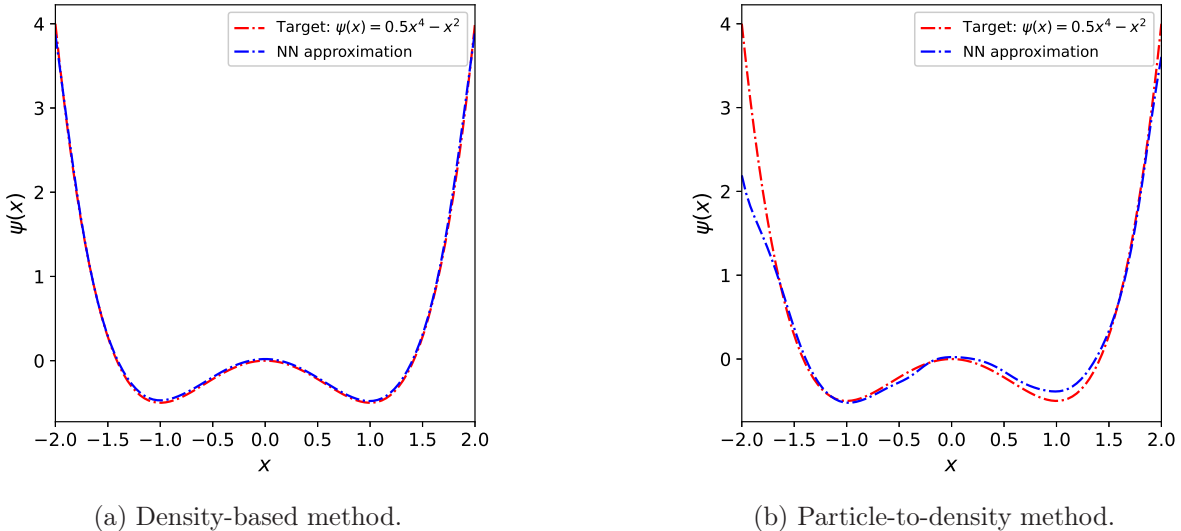 Target: ψ(x) = 0.5x⁴ − x²
NN approximation
4
3
2
1
0
ψ(x)
−2.0 −1.5 −1.0 −0.5 0.0 0.5 1.0 1.5 2.0
x
(a) Density-based method.
Target: ψ(x) = 0.5x⁴ − x²
NN approximation
4
3
2
1
0
ψ(x)
−2.0 −1.5 −1.0 −0.5 0.0 0.5 1.0 1.5 2.0
x
(b) Particle-to-density method.